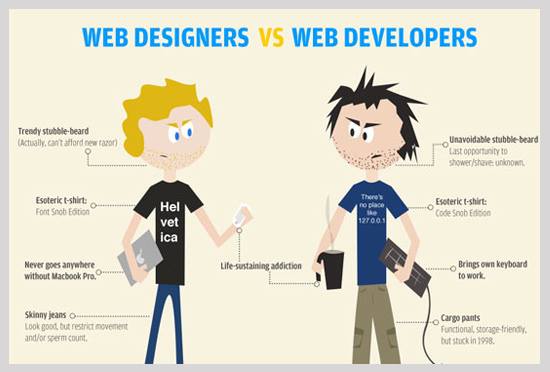 WEB DESIGNERS VS WEB DEVELOPERS
Trendy stubble-beard
(Actually, can't afford new razor)
Esoteric t-shirt:
Font Snob Edition
Never goes anywhere
without Macbook Pro.
Skinny jeans
Look good, but restrict movement
and/or sperm count.
Hel
vet
ica
Life-sustaining addiction
There's
no place
like
127.0.0.1
Unavoidable stubble-beard
Last opportunity to
shower/shave: unknown.
Esoteric t-shirt:
Code Snob Edition
Brings own keyboard
to work.
Cargo pants
Functional, storage-friendly,
but stuck in 1998.